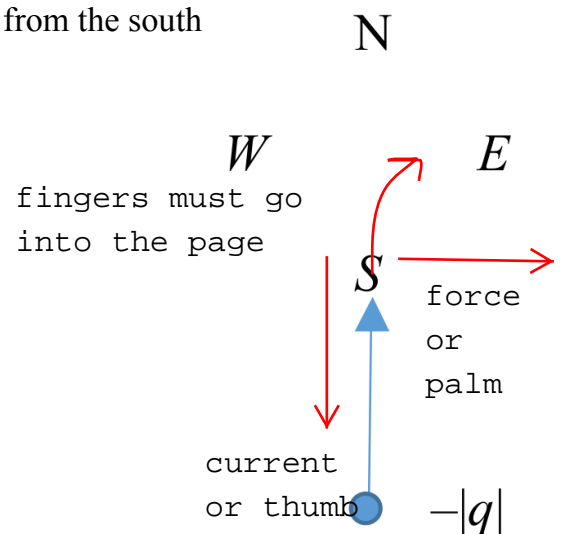 from the south
N
W
E
fingers must go
into the page
S
force
or
palm
current
or thumb
−|q|